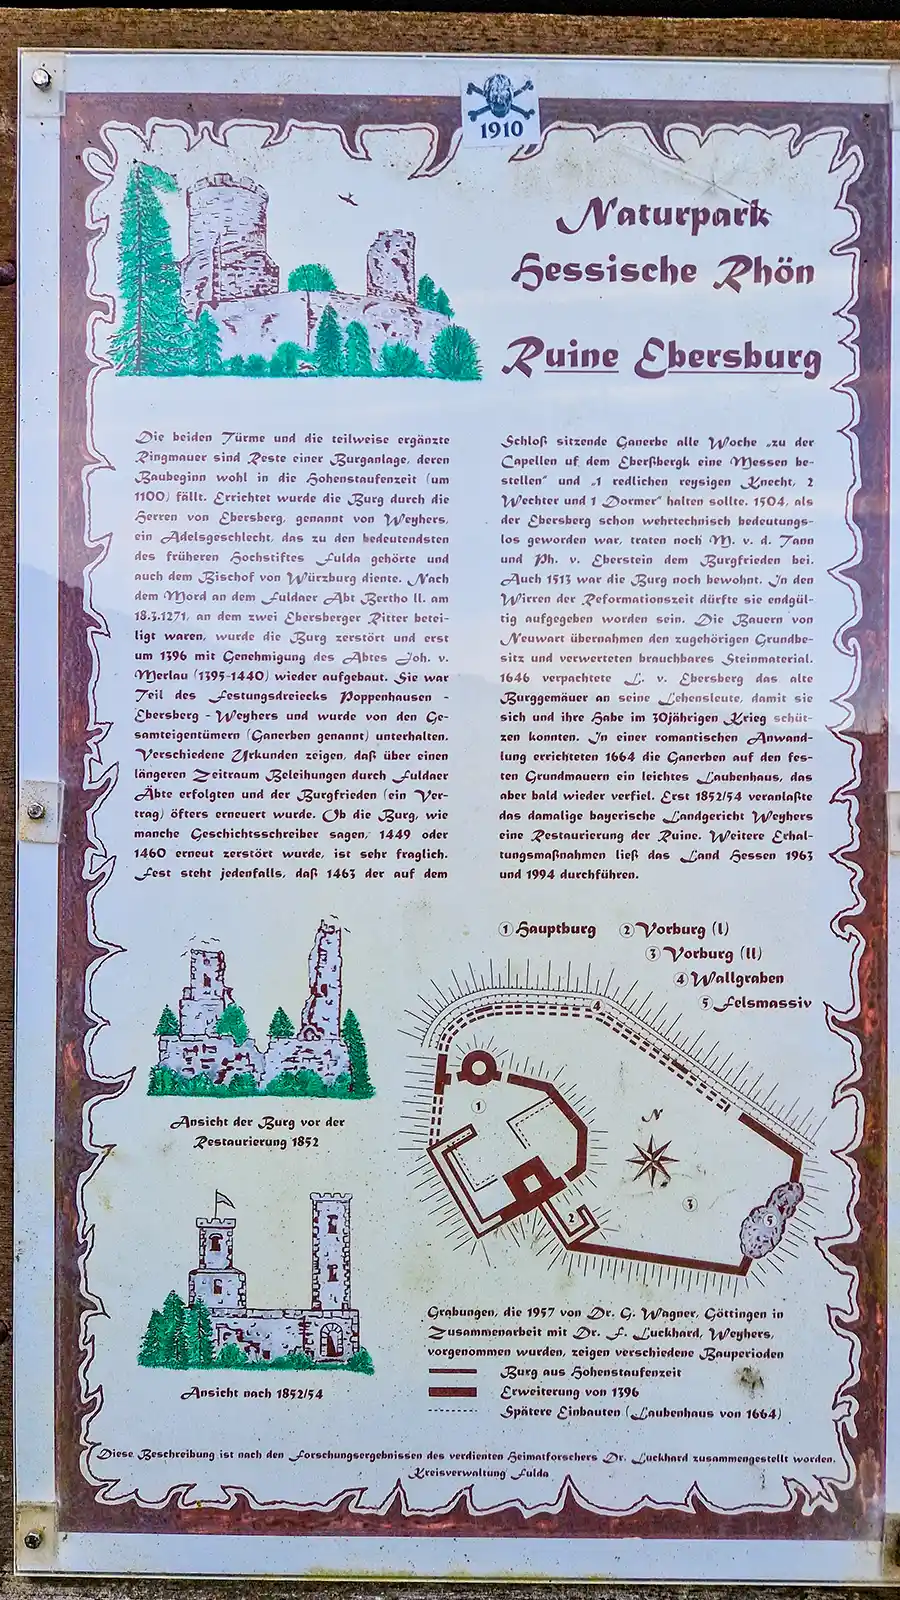 1910
Naturpark
Hessische Rhön
Ruine Ebersburg
Die beiden Türme und die teilweise ergänzte
Ringmauer sind Reste einer Burganlage, deren
Baubeginn wohl in die Hohenstaufenzeit (um
1100) fällt. Errichtet wurde die Burg durch die
Herren von Ebersberg, genannt von Weyhers,
ein Adelsgeschlecht, das zu den bedeutendsten
des früheren Hochstiftes Fulda gehörte und
auch dem Bischof von Würzburg diente. Nach
dem Mord an dem Fuldaer Abt Bertho II. am
18.3.1271, an dem zwei Ebersberger Ritter betei-
ligt waren, wurde die Burg zerstört und erst
um 1396 mit Genehmigung des Abtes Joh. v.
Merlau (1395-1440) wieder aufgebaut. Sie war
Teil des Festungsdreiecks Poppenhausen -
Ebersberg - Weyhers und wurde von den Ge-
samteigentümern (Ganerben genannt) unterhalten.
Verschiedene Urkunden zeigen, daß über einen
längeren Zeitraum Beleihungen durch Fuldaer
Äbte erfolgten und der Burgfrieden (ein Ver-
trag) öfters erneuert wurde. Ob die Burg, wie
manche Geschichtsschreiber sagen, 1449 oder
1460 erneut zerstört wurde, ist sehr fraglich.
Fest steht jedenfalls, daß 1463 der auf dem
Schloß sitzende Ganerbe alle Woche „zu der
Capellen uf dem Eberßbergk eine Messen be-
stellen" und „1 redlichen reysigen Knecht, 2
Wechter und 1 Dormer" halten sollte. 1504, als
der Ebersberg schon wehrtechnisch bedeutungs-
los geworden war, traten noch M. v. d. Tann
und Ph. v. Eberstein dem Burgfrieden bei.
Auch 1513 war die Burg noch bewohnt. In den
Wirren der Reformationszeit dürfte sie endgül-
tig aufgegeben worden sein. Die Bauern von
Neuwart übernahmen den zugehörigen Grundbe-
sitz und verwerteten brauchbares Steinmaterial.
1646 verpachtete L. v. Ebersberg das alte
Burggemäuer an seine Lehensleute, damit sie
sich und ihre Habe im 30jährigen Krieg schüt-
zen konnten. In einer romantischen Anwand-
lung errichteten 1664 die Ganerben auf den fes-
ten Grundmauern ein leichtes Laubenhaus, das
aber bald wieder verfiel. Erst 1852/54 veranlaßte
das damalige bayerische Landgericht Weyhers
eine Restaurierung der Ruine. Weitere Erhal-
tungsmaßnahmen ließ das Land Hessen 1963
und 1994 durchführen.
① Hauptburg ② Vorburg (I)
③ Vorburg (II)
④ Wallgraben
⑤ Felsmassiv
4
1
N
3
2
5
Ansicht der Burg vor der
Restaurierung 1852
Ansicht nach 1852/54
Grabungen, die 1957 von Dr. G. Wagner, Göttingen in
Zusammenarbeit mit Dr. F. Luckhard, Weyhers,
vorgenommen wurden, zeigen verschiedene Bauperioden
Burg aus Hohenstaufenzeit
Erweiterung von 1396
Spätere Einbauten (Laubenhaus von 1664)
Diese Beschreibung ist nach den Forschungsergebnissen des verdienten Heimatforschers Dr. Luckhard zusammengestellt worden.
Kreisverwaltung Fulda